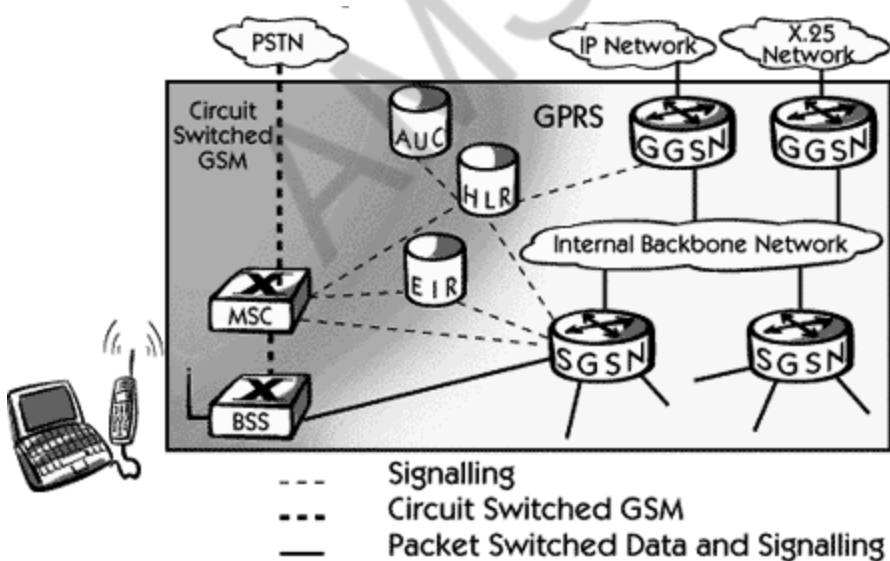 PSTN
IP Network
X.25
Network
Circuit
Switched
GSM
AUC
GPRS
GGSN
GGSN
HLR
Internal Backbone Network
EIR
MSC
SGSN
SGSN
BSS
Signalling
Circuit Switched GSM
Packet Switched Data and Signalling